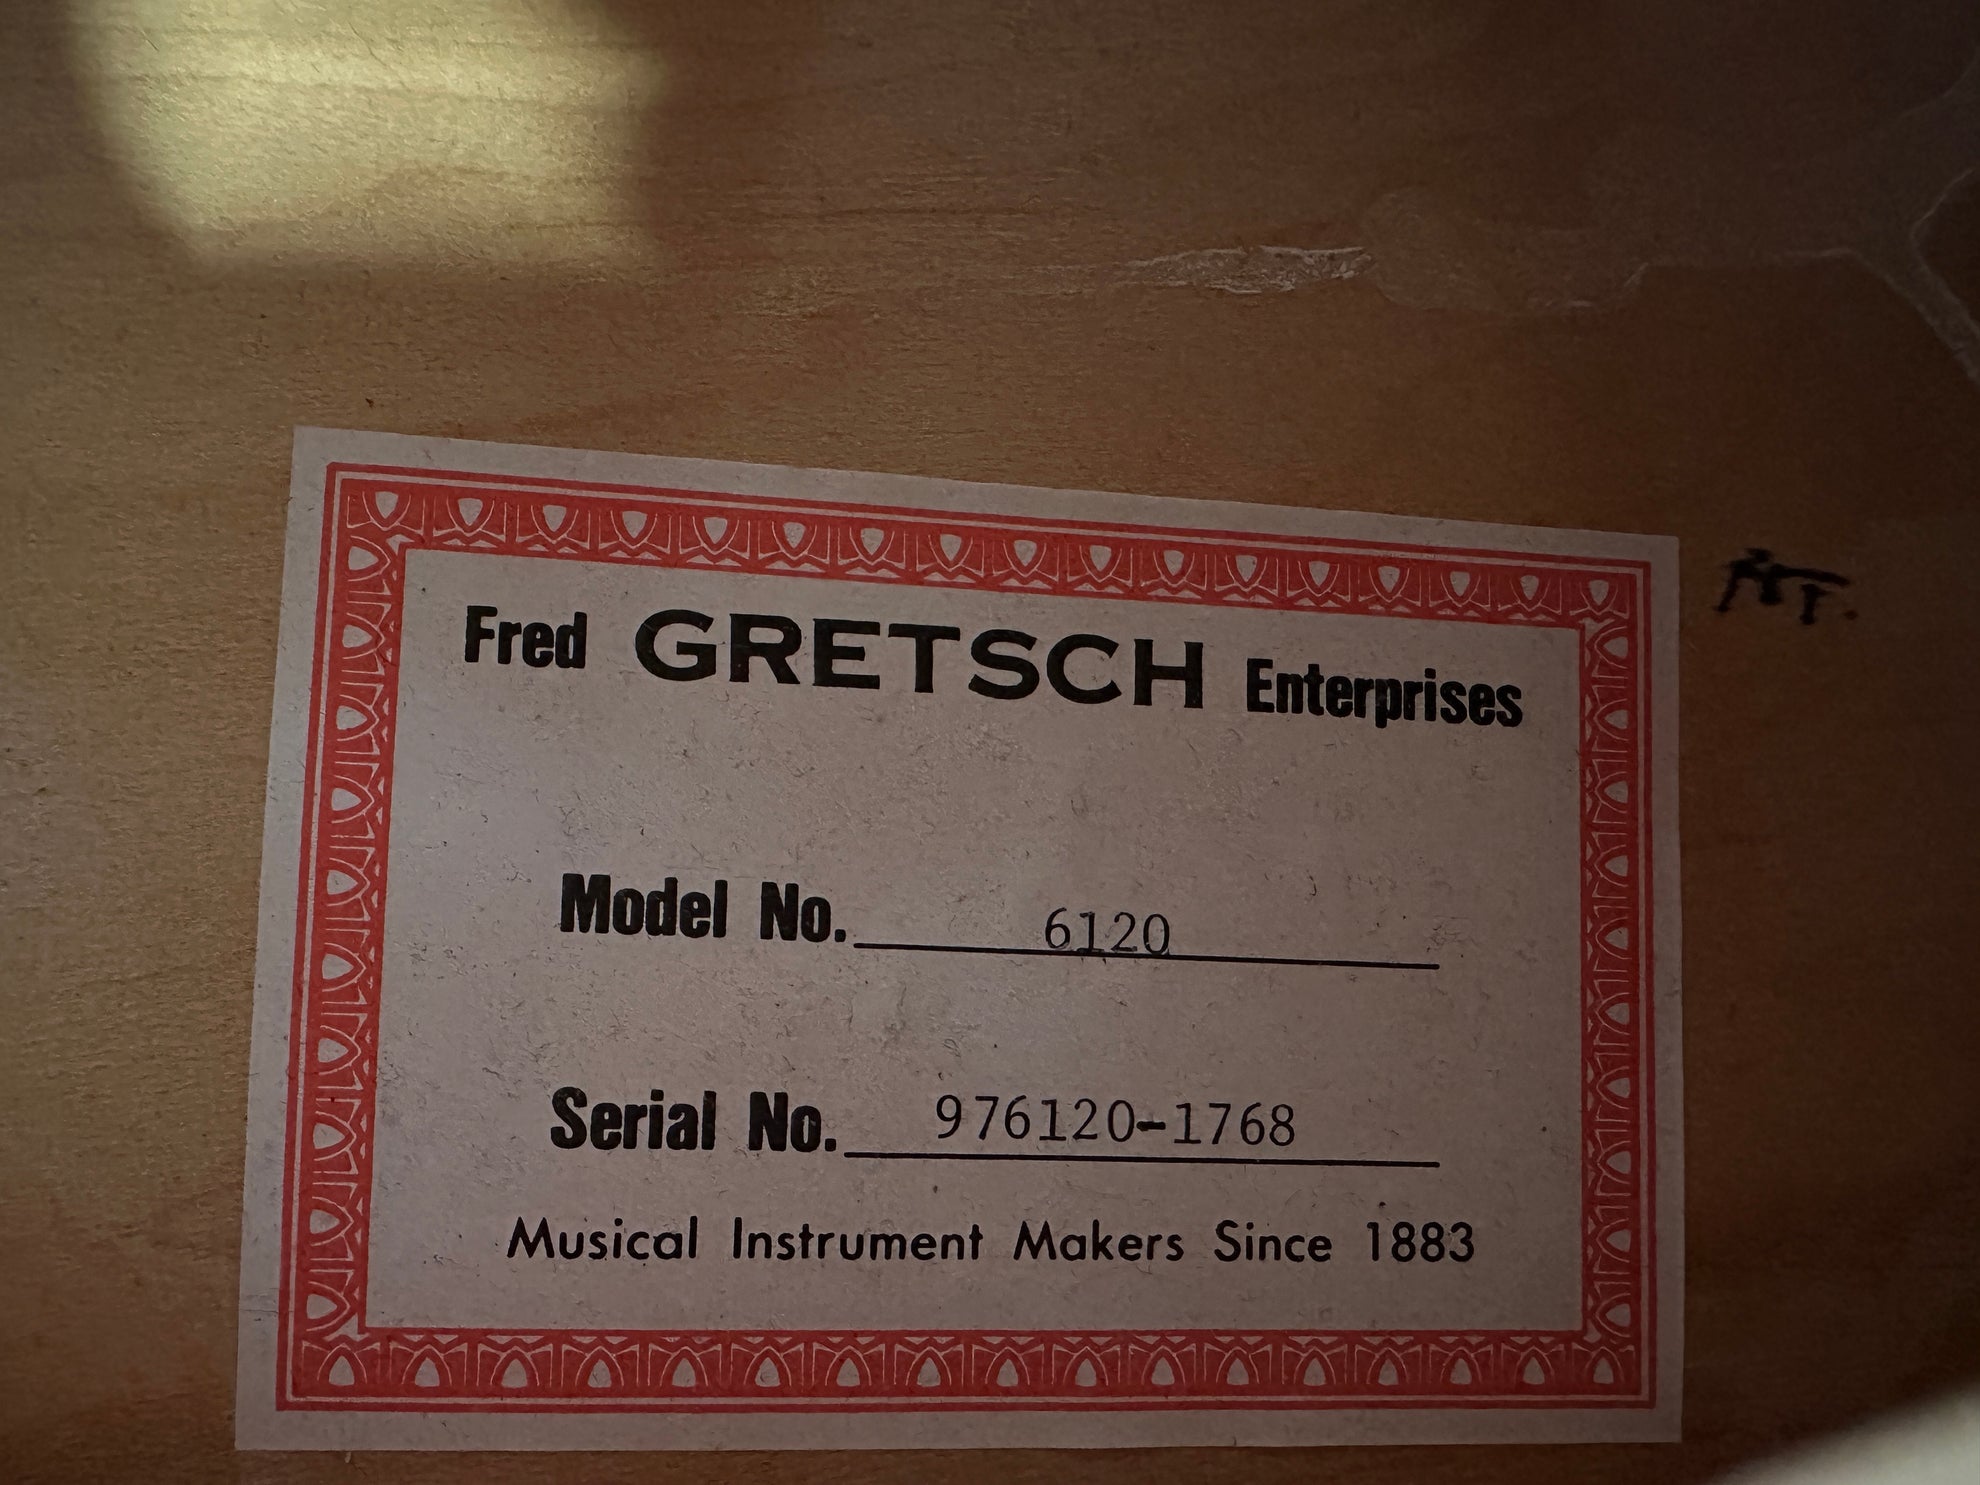 Fred GRETSCH Enterprises
Model No. 6120
Serial No. 976120-1768
Musical Instrument Makers Since 1883